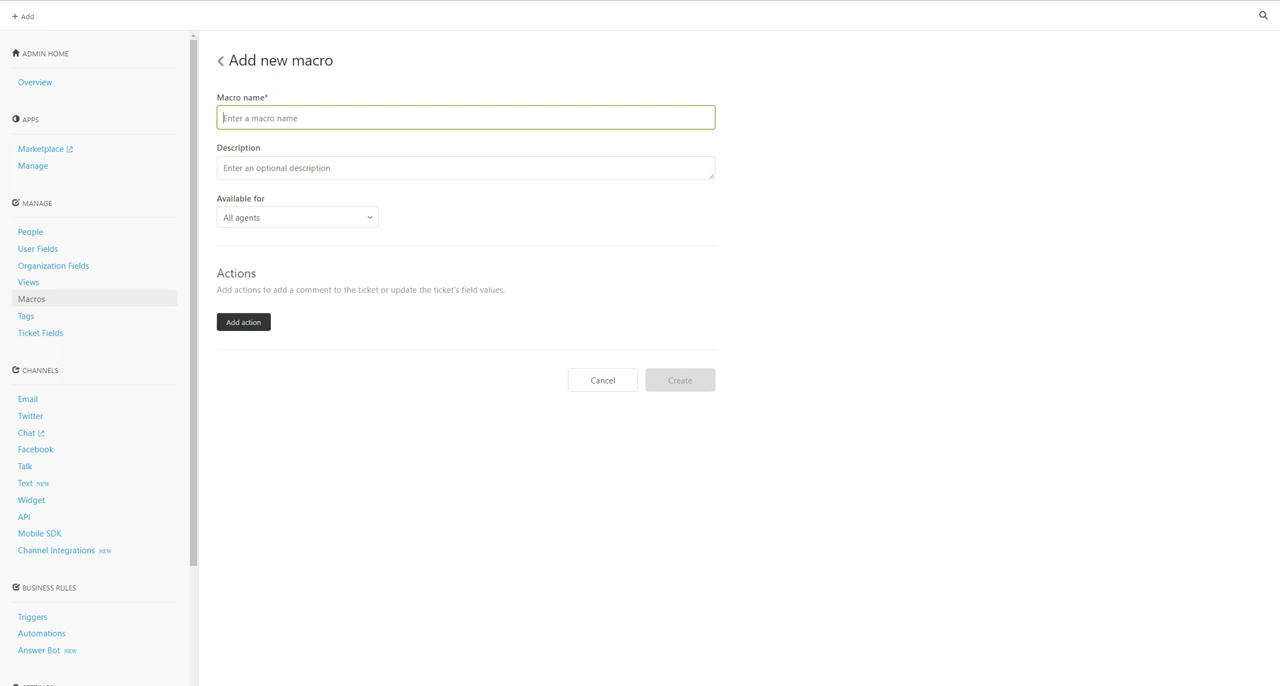 + Add
ADMIN HOME
Overview
APPS
Marketplace
Manage
MANAGE
People
User Fields
Organization Fields
Views
Macros
Tags
Ticket Fields
CHANNELS
Email
Twitter
Chat
Facebook
Talk
Text NEW
Widget
API
Mobile SDK
Channel Integrations NEW
BUSINESS RULES
Triggers
Automations
Answer Bot NEW
Add new macro
Macro name*
Enter a macro name
Description
Enter an optional description
Available for
All agents
Actions
Add actions to add a comment to the ticket or update the ticket's field values.
Add action
Cancel
Create